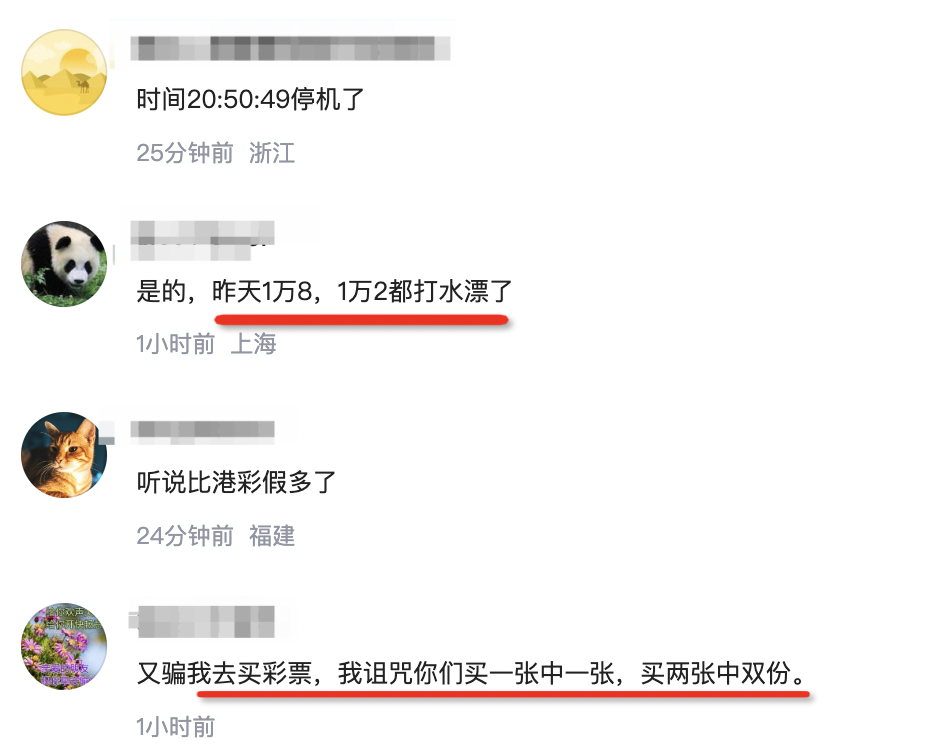 时间20:50:49停机了
25分钟前 浙江
是的，昨天1万8，1万2都打水漂了
1小时前 上海
听说比港彩假多了
24分钟前 福建
又骗我去买彩票，我诅咒你们买一张中一张，买两张中双份。
1小时前